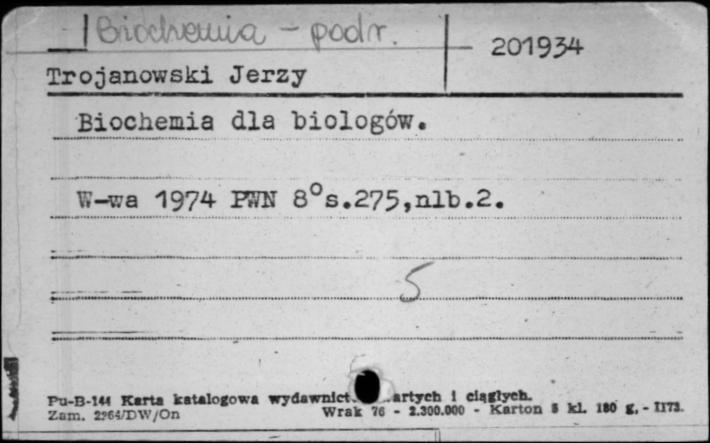 Biochemia - podr.
201934
Trojanowski Jerzy
Biochemia dla biologów.
W-wa 1974 PWN 8° s.275,nlb.2.
5
Pu-B-144 Karta katalogowa wydawnict artych i ciągłych.
Zam. 2964/DW/On Wrak 76 - 2.300.000 - Karton kl. 180 g. - II73.